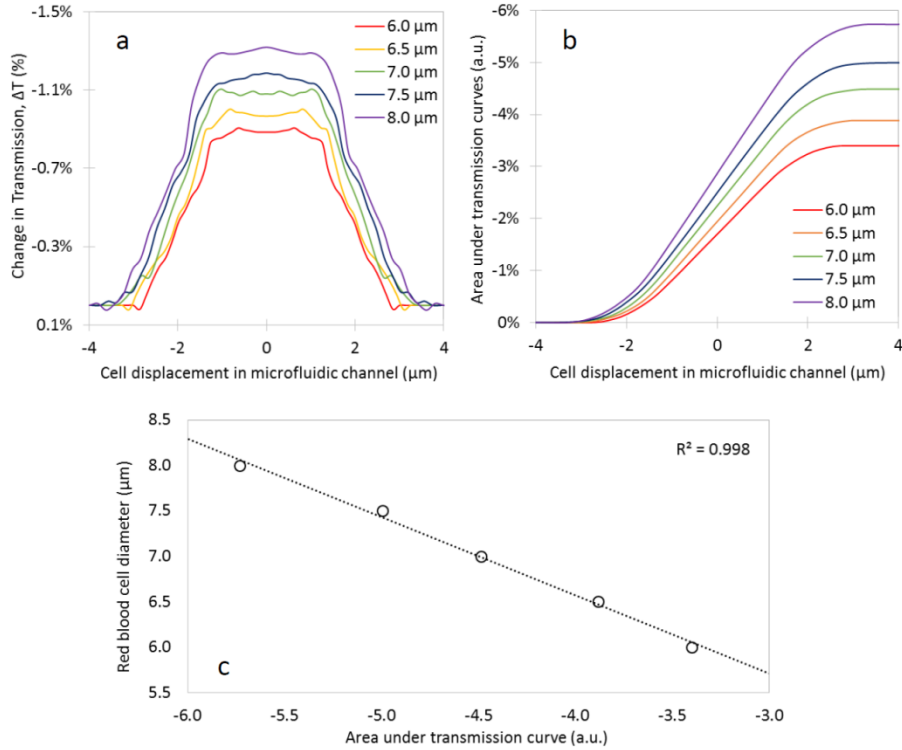 a
-1.5%
-1.1%
-0.7%
-0.3%
0.1%
Change in Transmission, ΔT (%)
6.0 µm
6.5 µm
7.0 µm
7.5 µm
8.0 µm
-4
-2
0
2
4
Cell displacement in microfluidic channel (µm)
b
-6%
-5%
-4%
-3%
-2%
-1%
0%
Area under transmission curves (a.u.)
6.0 µm
6.5 µm
7.0 µm
7.5 µm
8.0 µm
-4
-2
0
2
4
Cell displacement in microfluidic channel (µm)
8.5
8.0
7.5
7.0
6.5
6.0
5.5
Red blood cell diameter (µm)
R² = 0.998
c
-6.0
-5.5
-5.0
-4.5
-4.0
-3.5
-3.0
Area under transmission curve (a.u.)